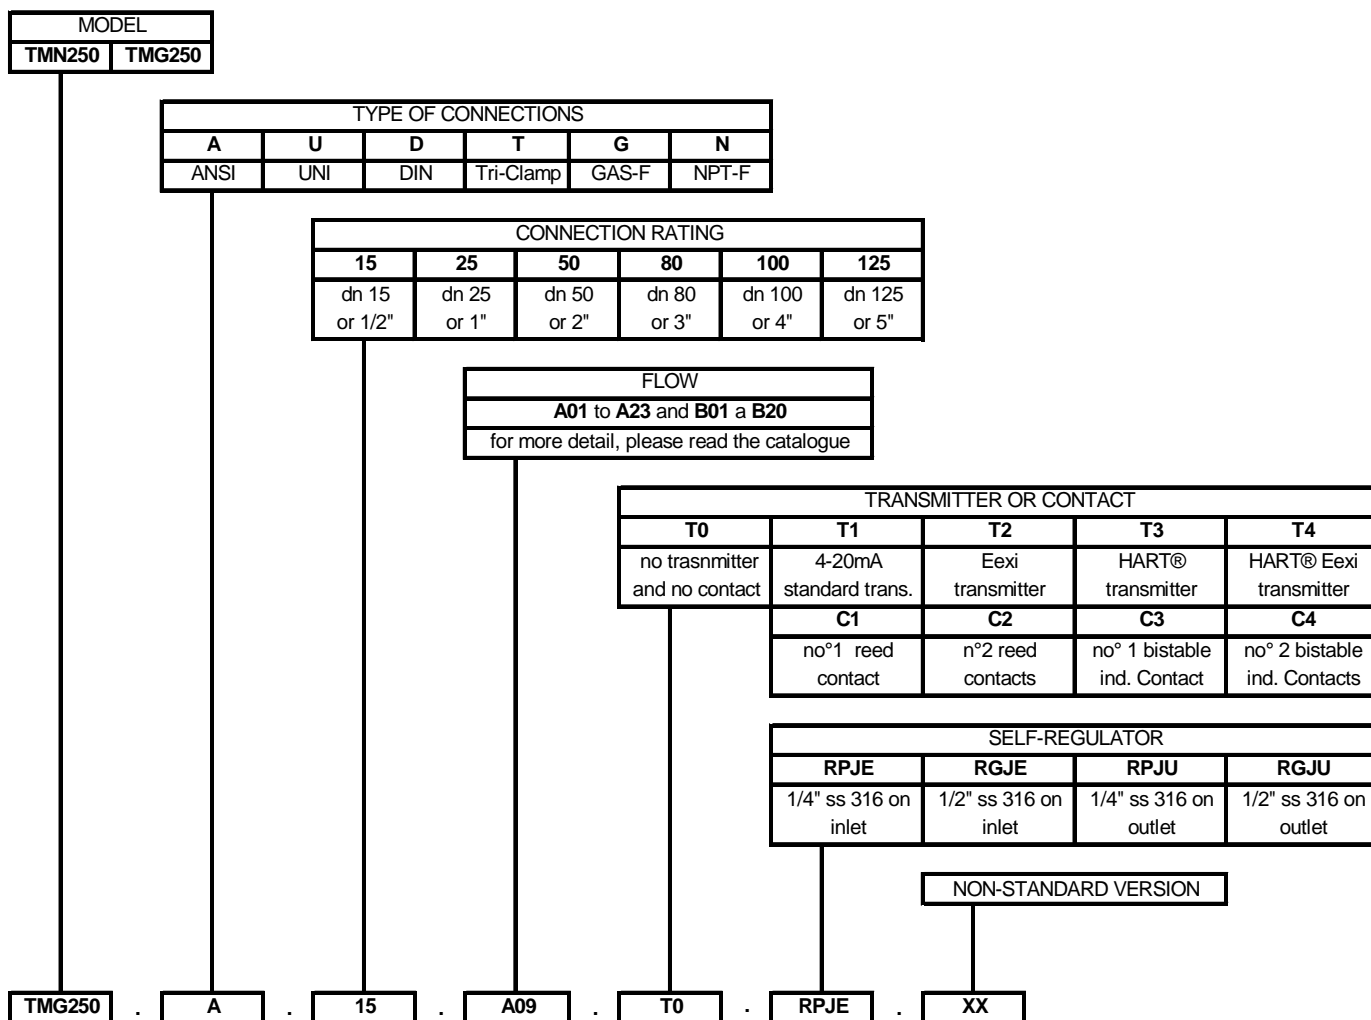 MODEL
TMN250 TMG250
TYPE OF CONNECTIONS
A U D T G N
ANSI UNI DIN Tri-Clamp GAS-F NPT-F
CONNECTION RATING
15 25 50 80 100 125
dn 15 dn 25 dn 50 dn 80 dn 100 dn 125
or 1/2" or 1" or 2" or 3" or 4" or 5"
FLOW
A01 to A23 and B01 a B20
for more detail, please read the catalogue
TRANSMITTER OR CONTACT
T0 T1 T2 T3 T4
no trasnmitter 4-20mA Eexi HART® HART® Eexi
and no contact standard trans. transmitter transmitter transmitter
C1 C2 C3 C4
no°1 reed n°2 reed no° 1 bistable no° 2 bistable
contact contacts ind. Contact ind. Contacts
SELF-REGULATOR
RPJE RGJE RPJU RGJU
1/4" ss 316 on 1/2" ss 316 on 1/4" ss 316 on 1/2" ss 316 on
inlet inlet outlet outlet
NON-STANDARD VERSION
TMG250 . A . 15 . A09 . T0 . RPJE . XX